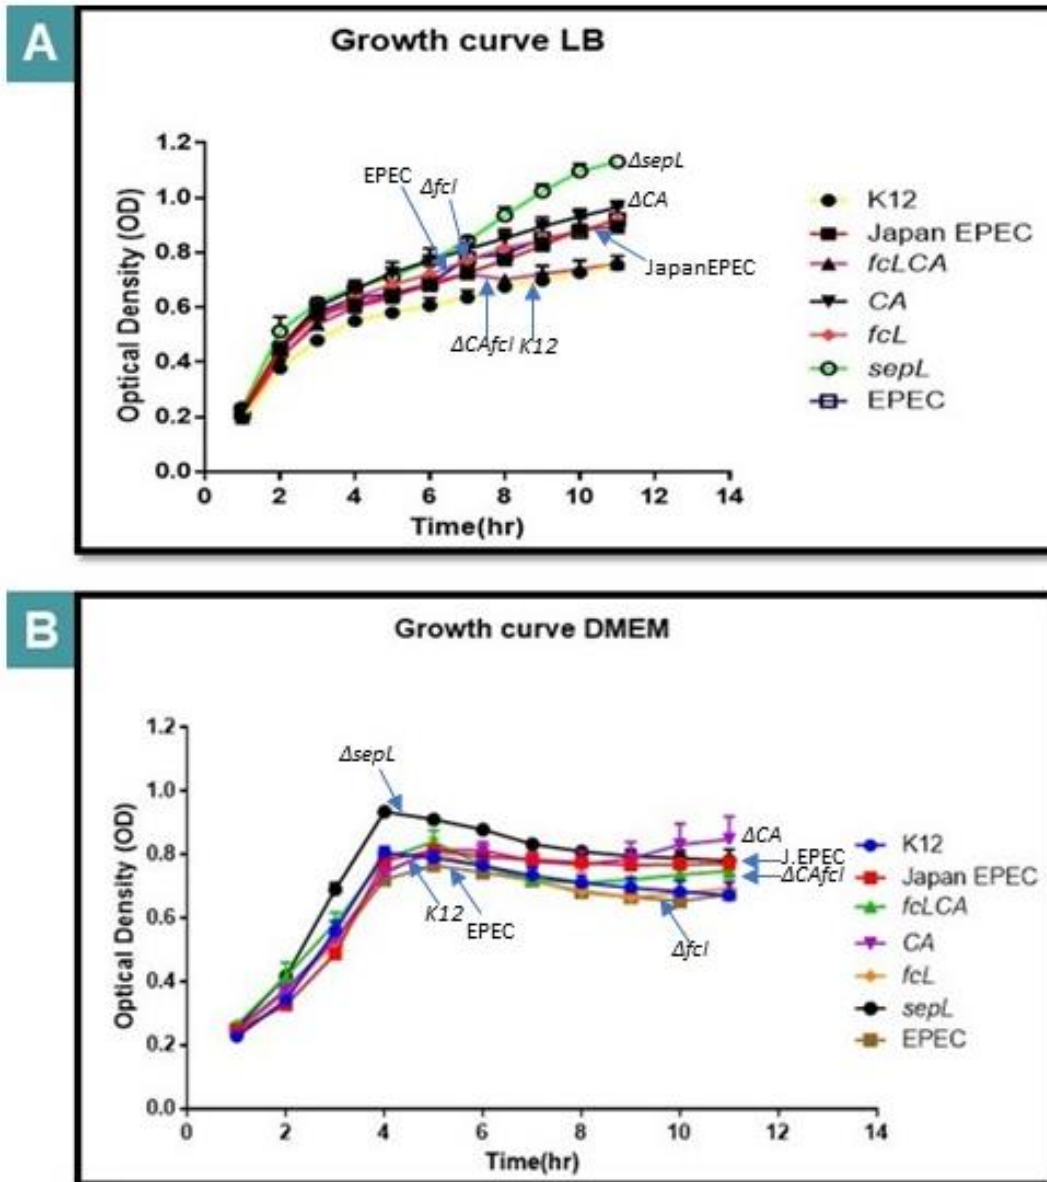 A
Growth curve LB
Optical Density (OD)
1.2
1.0
0.8
0.6
0.4
0.2
0.0
0 2 4 6 8 10 12 14
Time(hr)
EPEC
Δfcl
ΔsepL
ΔCA
JapanEPEC
ΔCAfcl K12
K12
Japan EPEC
fcLCA
CA
fcL
sepL
EPEC
B
Growth curve DMEM
Optical Density (OD)
1.2
1.0
0.8
0.6
0.4
0.2
0.0
0 2 4 6 8 10 12 14
Time(hr)
ΔsepL
ΔCA
J.EPEC
ΔCAfcl
K12
EPEC
Δfcl
K12
Japan EPEC
fcLCA
CA
fcL
sepL
EPEC